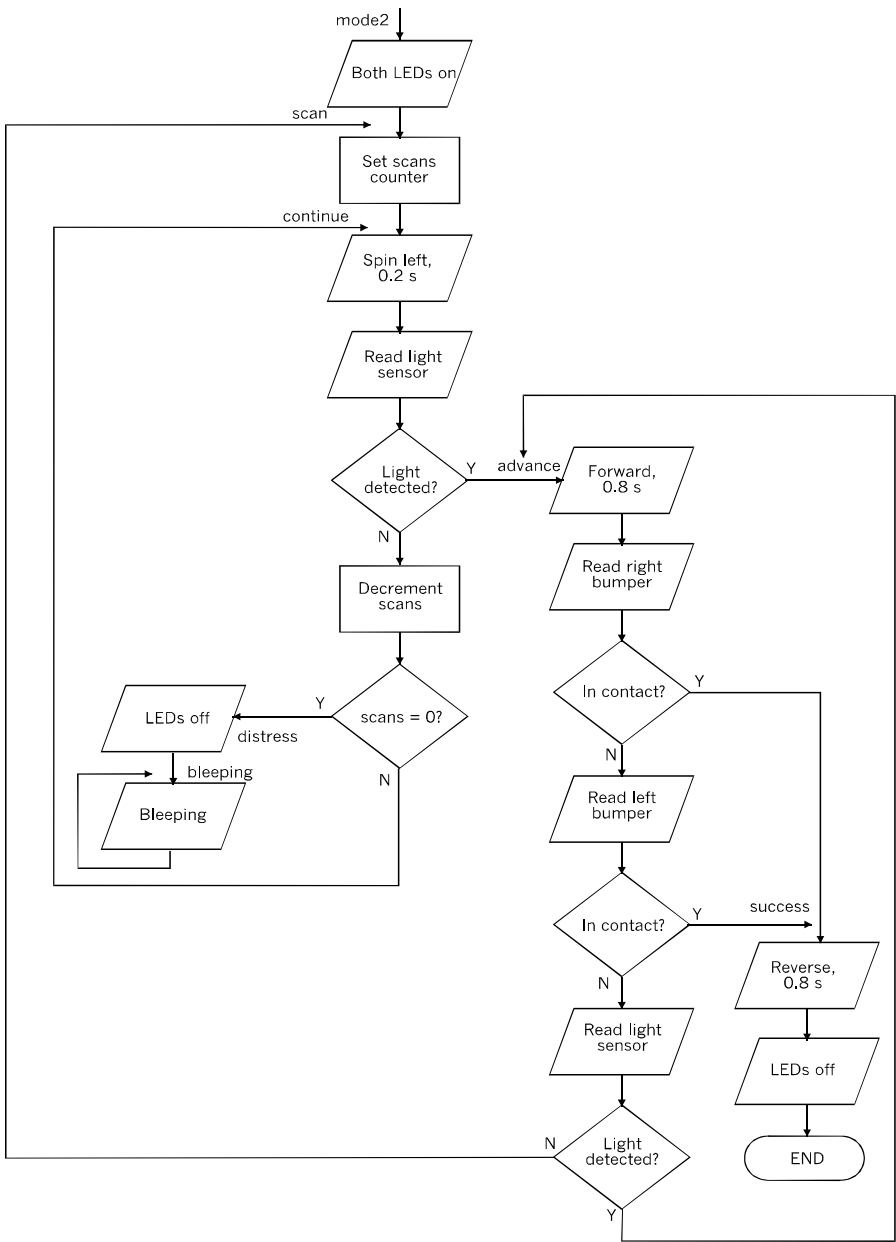 mode2
Both LEDs on
scan
Set scans
counter
continue
Spin left,
0.2 s
Read light
sensor
Light
detected?
Y
advance
Forward,
0.8 s
N
Read right
bumper
Decrement
scans
In contact?
Y
N
scans = 0?
Y
distress
LEDs off
N
bleeping
Bleeping
Read left
bumper
In contact?
Y
success
N
Reverse,
0.8 s
Read light
sensor
LEDs off
Light
detected?
N
Y
END